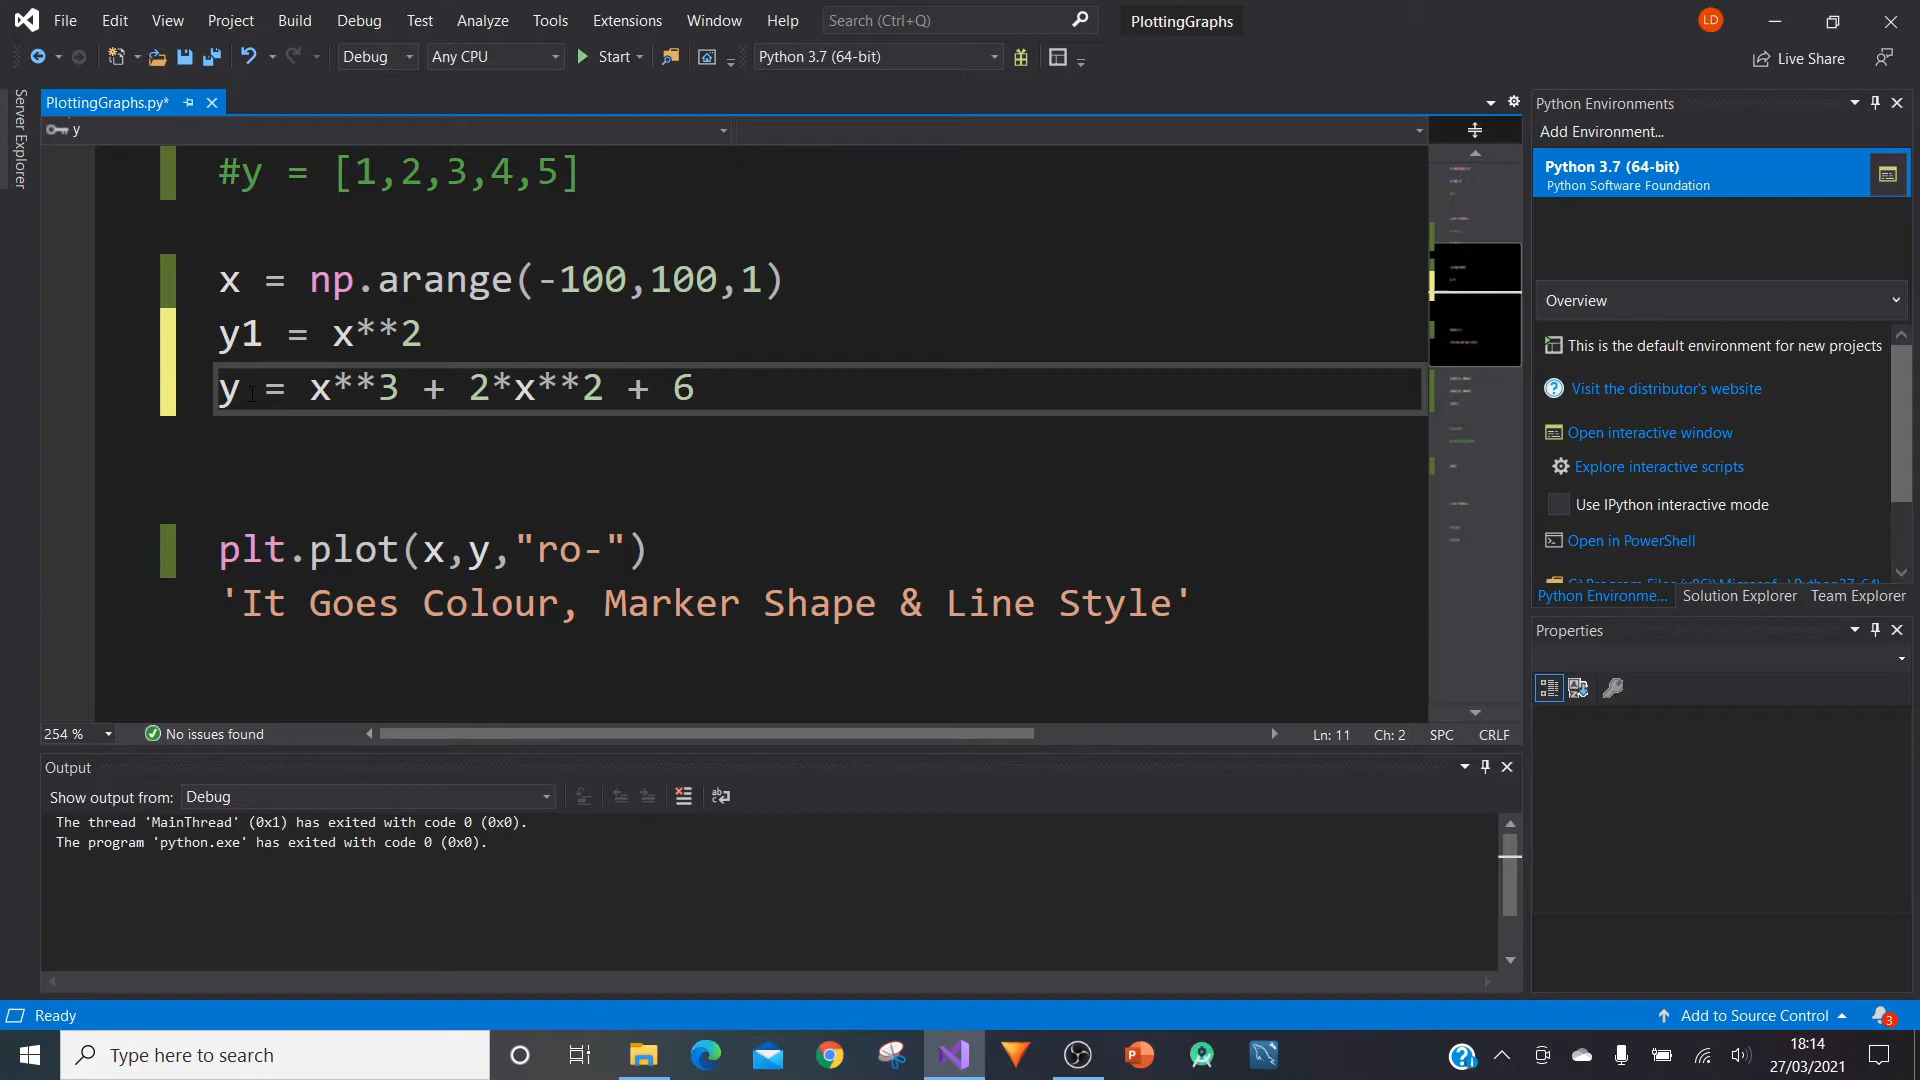 File Edit View Project Build Debug Test Analyze Tools Extensions Window Help Search (Ctrl+Q) PlottingGraphs LD
Debug Any CPU Start Python 3.7 (64-bit) Live Share
Server Explorer
PlottingGraphs.py*
y
#y = [1,2,3,4,5]
x = np.arange(-100,100,1)
y1 = x**2
y = x**3 + 2*x**2 + 6
plt.plot(x,y,"ro-")
'It Goes Colour, Marker Shape & Line Style'
254 % No issues found Ln: 11 Ch: 2 SPC CRLF
Output
Show output from: Debug
The thread 'MainThread' (0x1) has exited with code 0 (0x0).
The program 'python.exe' has exited with code 0 (0x0).
Python Environments
Add Environment...
Python 3.7 (64-bit)
Python Software Foundation
Overview
This is the default environment for new projects
Visit the distributor's website
Open interactive window
Explore interactive scripts
Use IPython interactive mode
Open in PowerShell
Python Environme... Solution Explorer Team Explorer
Properties
Ready Add to Source Control 3
Type here to search
18:14
27/03/2021